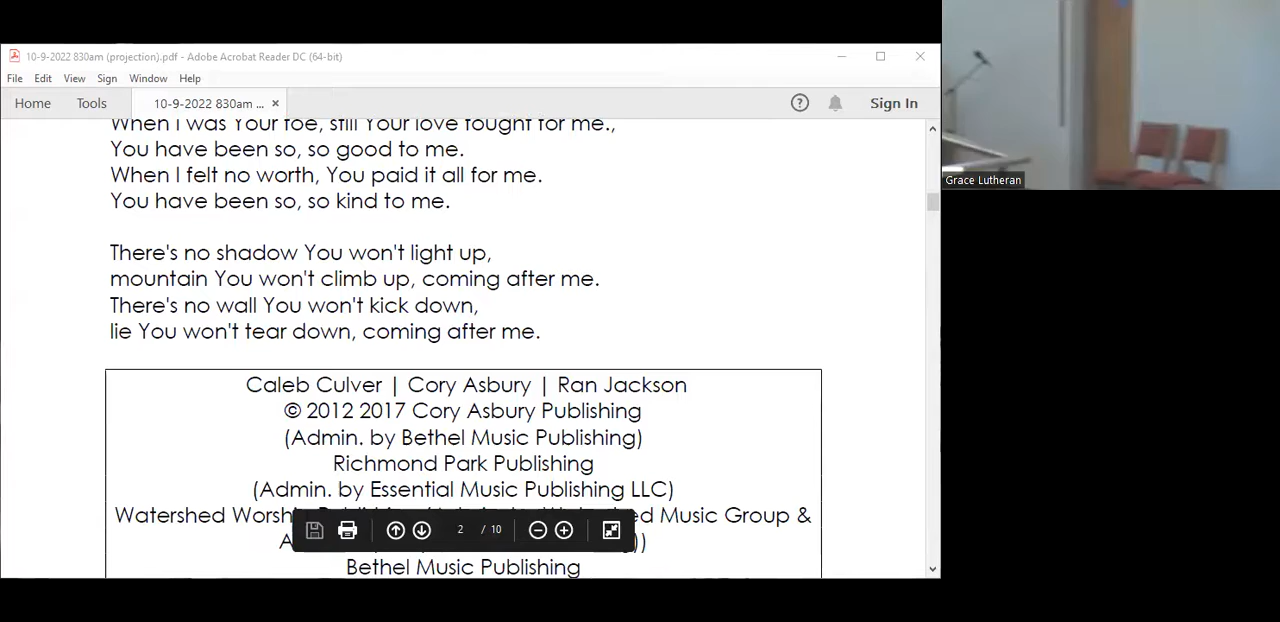 10-9-2022 830am (projection).pdf - Adobe Acrobat Reader DC (64-bit)
File Edit View Sign Window Help
Home Tools 10-9-2022 830am ... × ? Sign In
Grace Lutheran
When I was Your foe, still Your love fought for me.,
You have been so, so good to me.
When I felt no worth, You paid it all for me.
You have been so, so kind to me.
There's no shadow You won't light up,
mountain You won't climb up, coming after me.
There's no wall You won't kick down,
lie You won't tear down, coming after me.
Caleb Culver | Cory Asbury | Ran Jackson
© 2012 2017 Cory Asbury Publishing
(Admin. by Bethel Music Publishing)
Richmond Park Publishing
(Admin. by Essential Music Publishing LLC)
Watershed Music Group &
2 / 10
Bethel Music Publishing